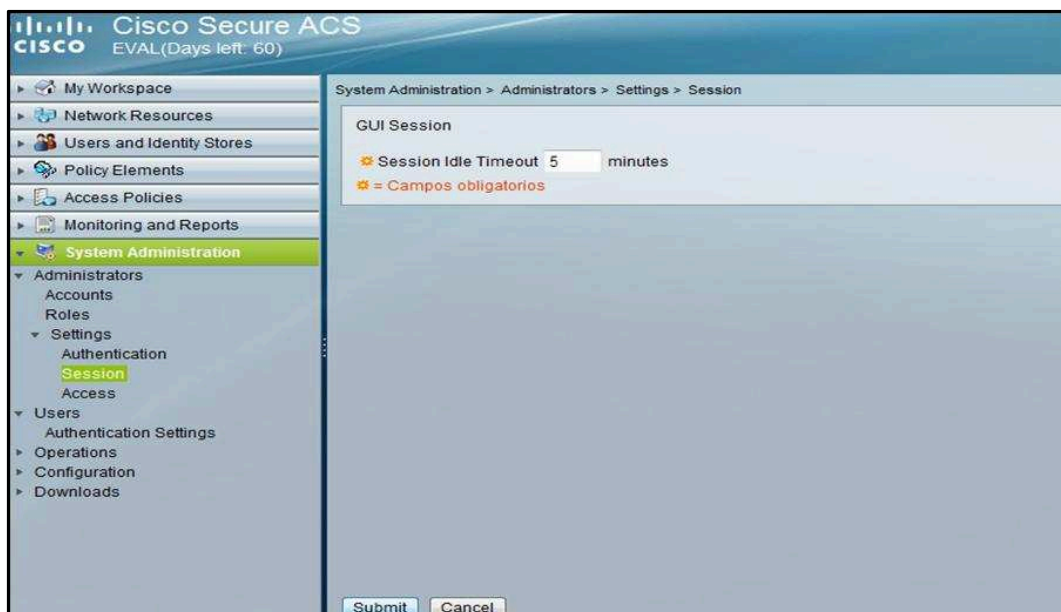 Cisco Secure ACS
CISCO
EVAL(Days left: 60)
My Workspace
Network Resources
Users and Identity Stores
Policy Elements
Access Policies
Monitoring and Reports
System Administration
Administrators
Accounts
Roles
Settings
Authentication
Session
Access
Users
Authentication Settings
Operations
Configuration
Downloads
System Administration > Administrators > Settings > Session
GUI Session
Session Idle Timeout 5 minutes
= Campos obligatorios
Submit Cancel